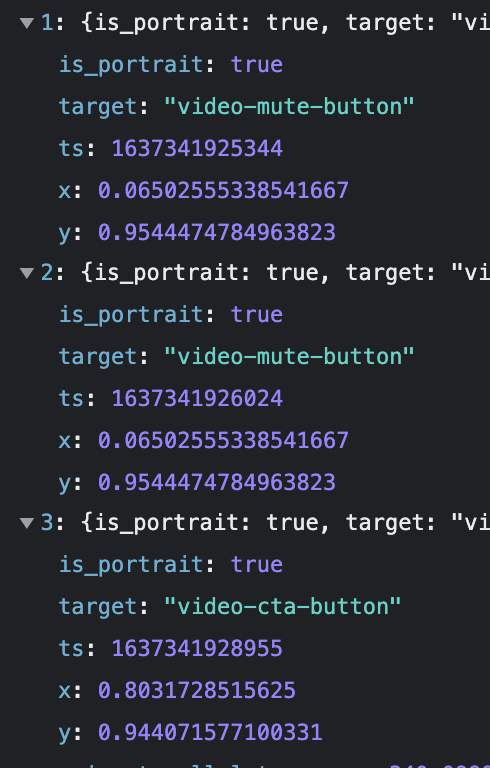 1: {is_portrait: true, target: "vi
is_portrait: true
target: "video-mute-button"
ts: 1637341925344
x: 0.06502555338541667
y: 0.9544474784963823
2: {is_portrait: true, target: "vi
is_portrait: true
target: "video-mute-button"
ts: 1637341926024
x: 0.06502555338541667
y: 0.9544474784963823
3: {is_portrait: true, target: "vi
is_portrait: true
target: "video-cta-button"
ts: 1637341928955
x: 0.8031728515625
y: 0.944071577100331